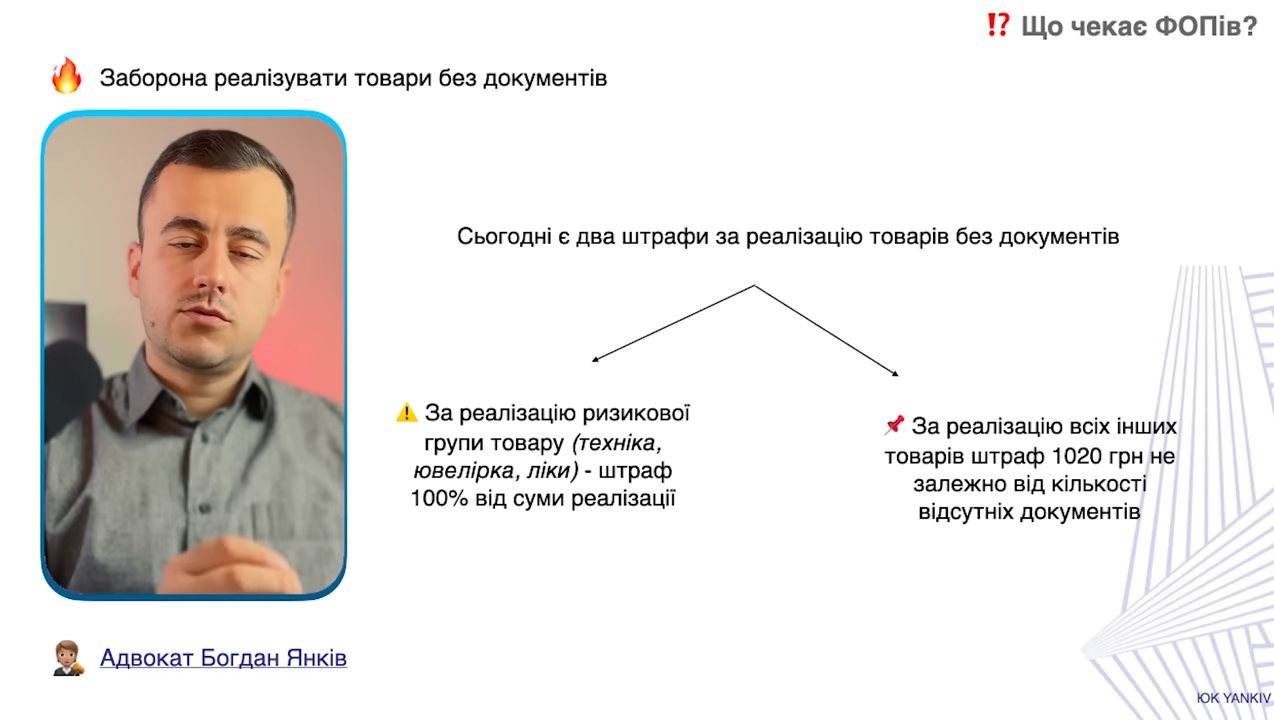 ⁉️ Що чекає ФОПів?
🔥 Заборона реалізувати товари без документів
Сьогодні є два штрафи за реалізацію товарів без документів
⚠️ За реалізацію ризикової
групи товару (техніка,
ювелірка, ліки) - штраф
100% від суми реалізації
📌 За реалізацію всіх інших
товарів штраф 1020 грн не
залежно від кількості
відсутніх документів
Адвокат Богдан Янків
ЮК YANKIV